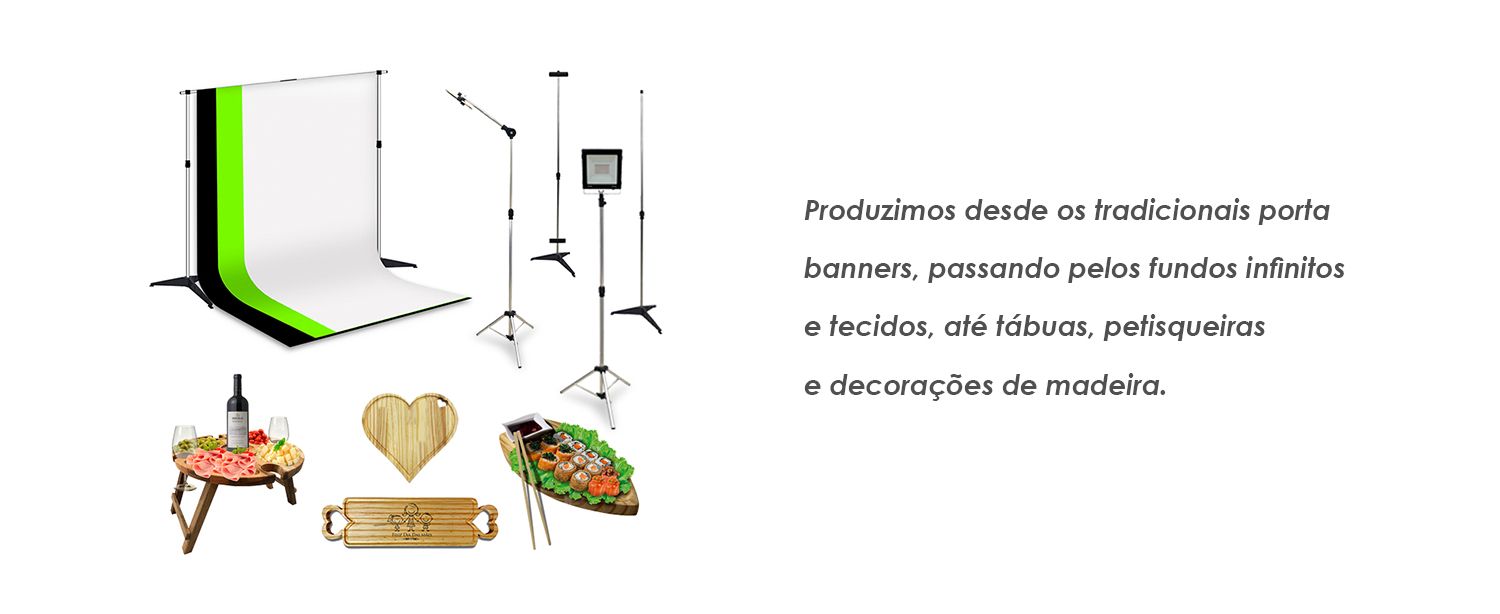 Produzimos desde os tradicionais porta
banners, passando pelos fundos infinitos
e tecidos, até tábuas, petisqueiras
e decorações de madeira.